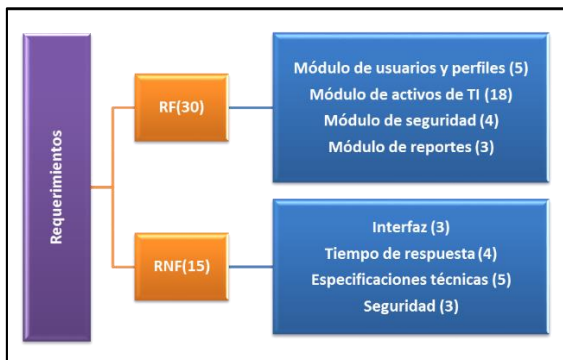 Requerimientos
RF(30)
Módulo de usuarios y perfiles (5)
Módulo de activos de TI (18)
Módulo de seguridad (4)
Módulo de reportes (3)
RNF(15)
Interfaz (3)
Tiempo de respuesta (4)
Especificaciones técnicas (5)
Seguridad (3)